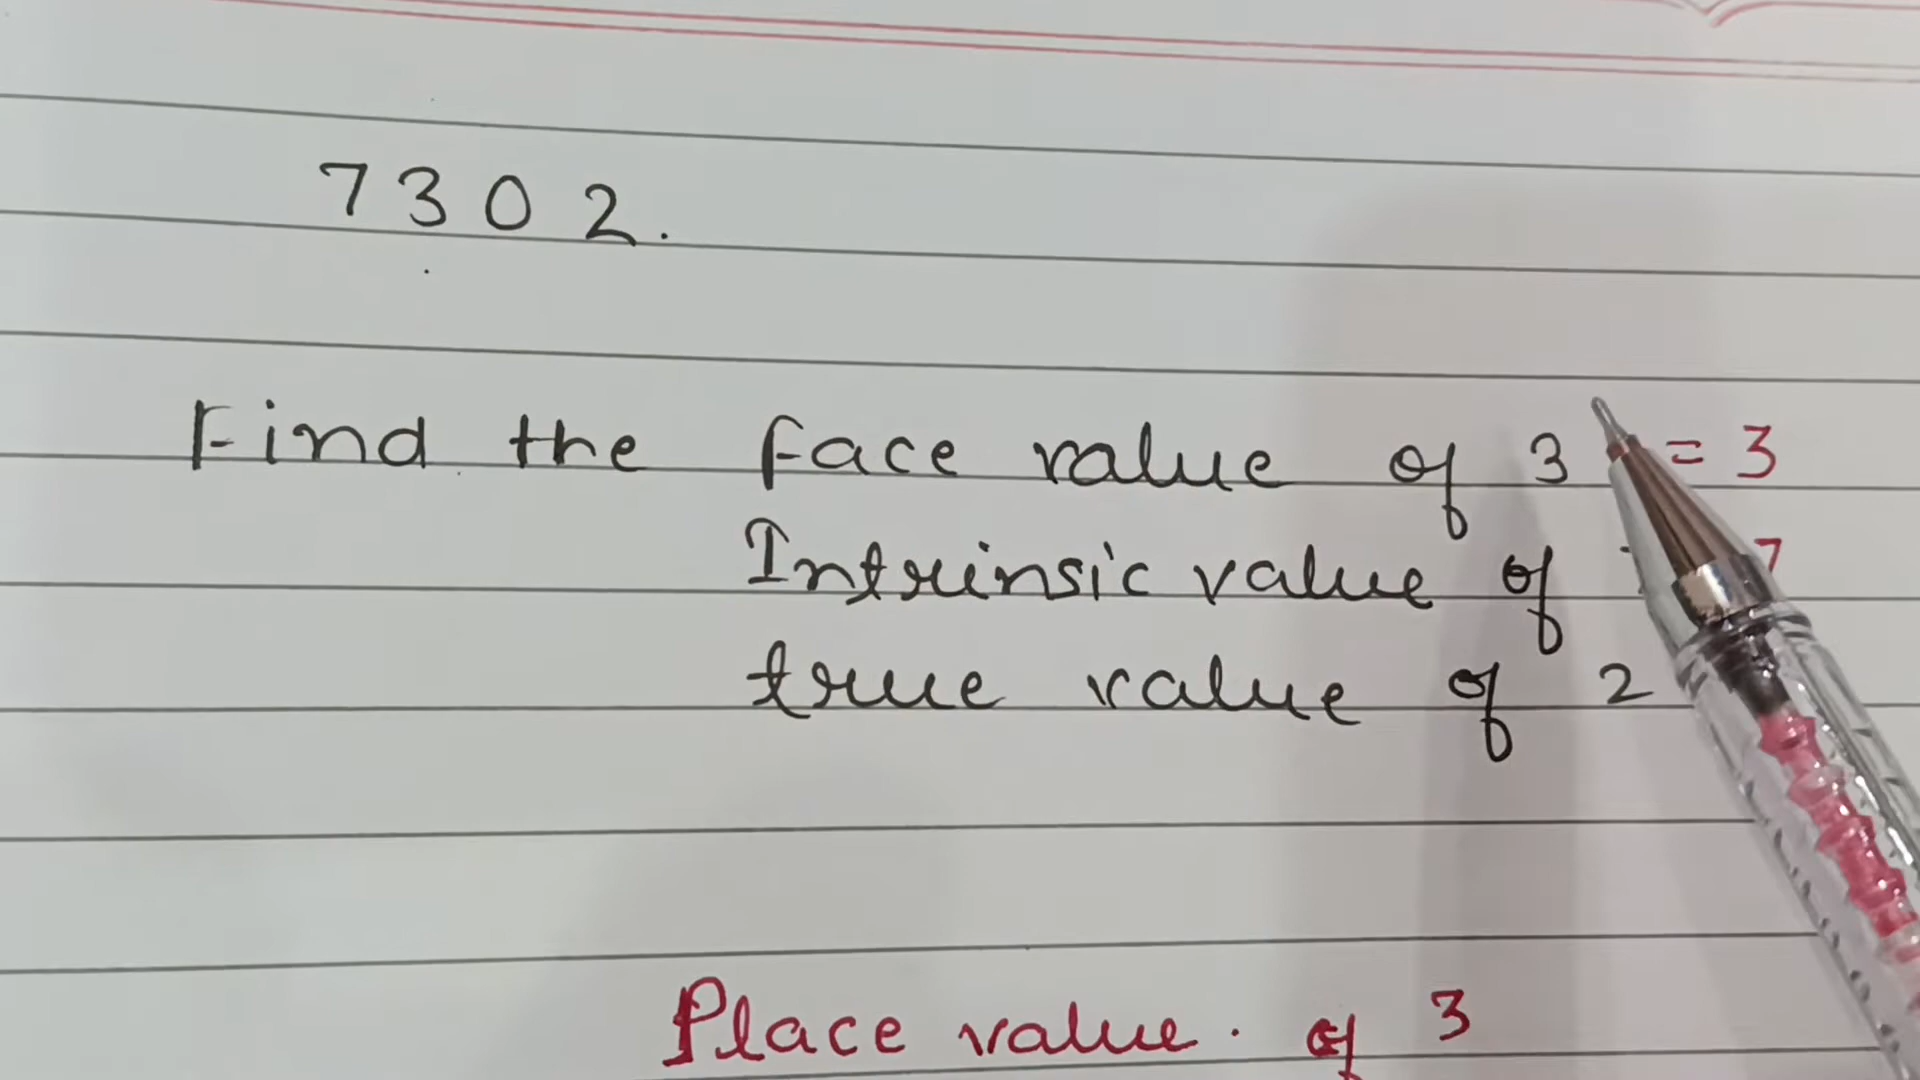 7302.
Find the face value of 3 = 3
Intrinsic value of 7
true value of 2
Place value. of 3